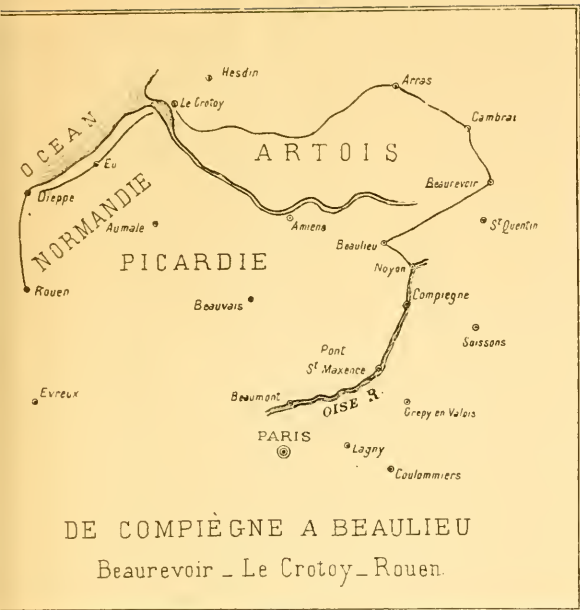 Hesdin
Arras
Le Crotoy
Cambrai
OCEAN
ARTOIS
Eu
Beaurevoir
Dieppe
NORMANDIE
Aumale
Amiens
St Quentin
Beaulieu
PICARDIE
Noyon
Rouen
Beauvais
Compiegne
Soissons
Pont
St Maxence
Evreux
Beaumont
OISE R.
Crepy en Valois
PARIS
Lagny
Coulommiers
DE COMPIÈGNE A BEAULIEU
Beaurevoir _ Le Crotoy _ Rouen.